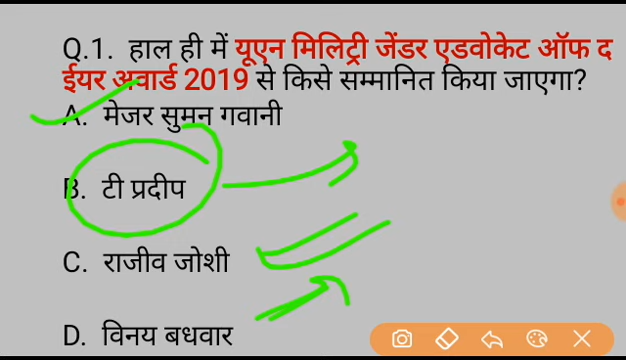 Q.1. हाल ही में यूएन मिलिट्री जेंडर एडवोकेट ऑफ द
ईयर अवार्ड 2019 से किसे सम्मानित किया जाएगा?
A. मेजर सुमन गवानी
B. टी प्रदीप
C. राजीव जोशी
D. विनय बधवार